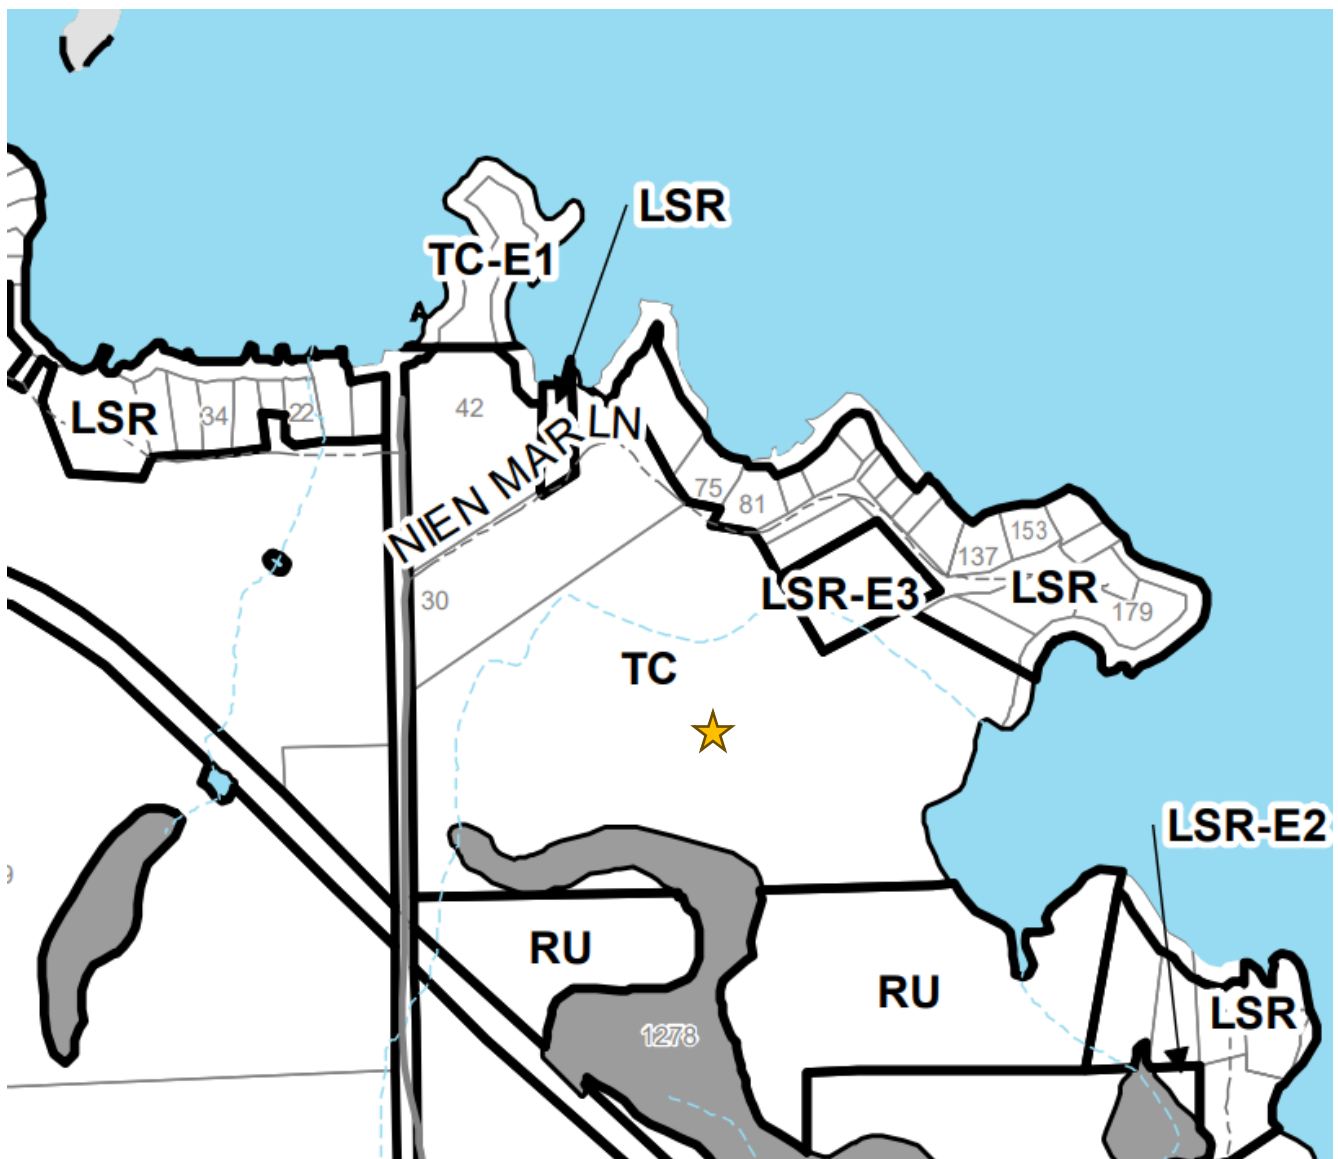 LSR
TC-E1
A
LSR
34
22
42
NIEN MAR LN
75
81
153
137
LSR
179
LSR-E3
30
TC
LSR-E2
9
RU
RU
LSR
1278